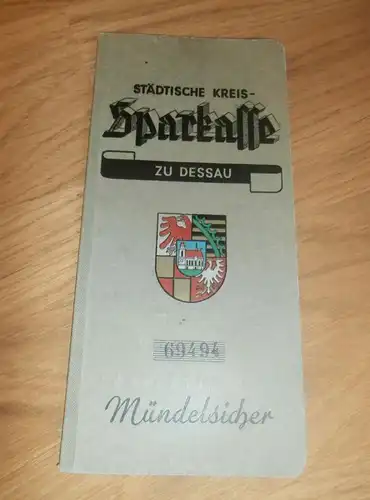 STÄDTISCHE KREIS-
Sparkasse
ZU DESSAU
69494
Mündelsicher